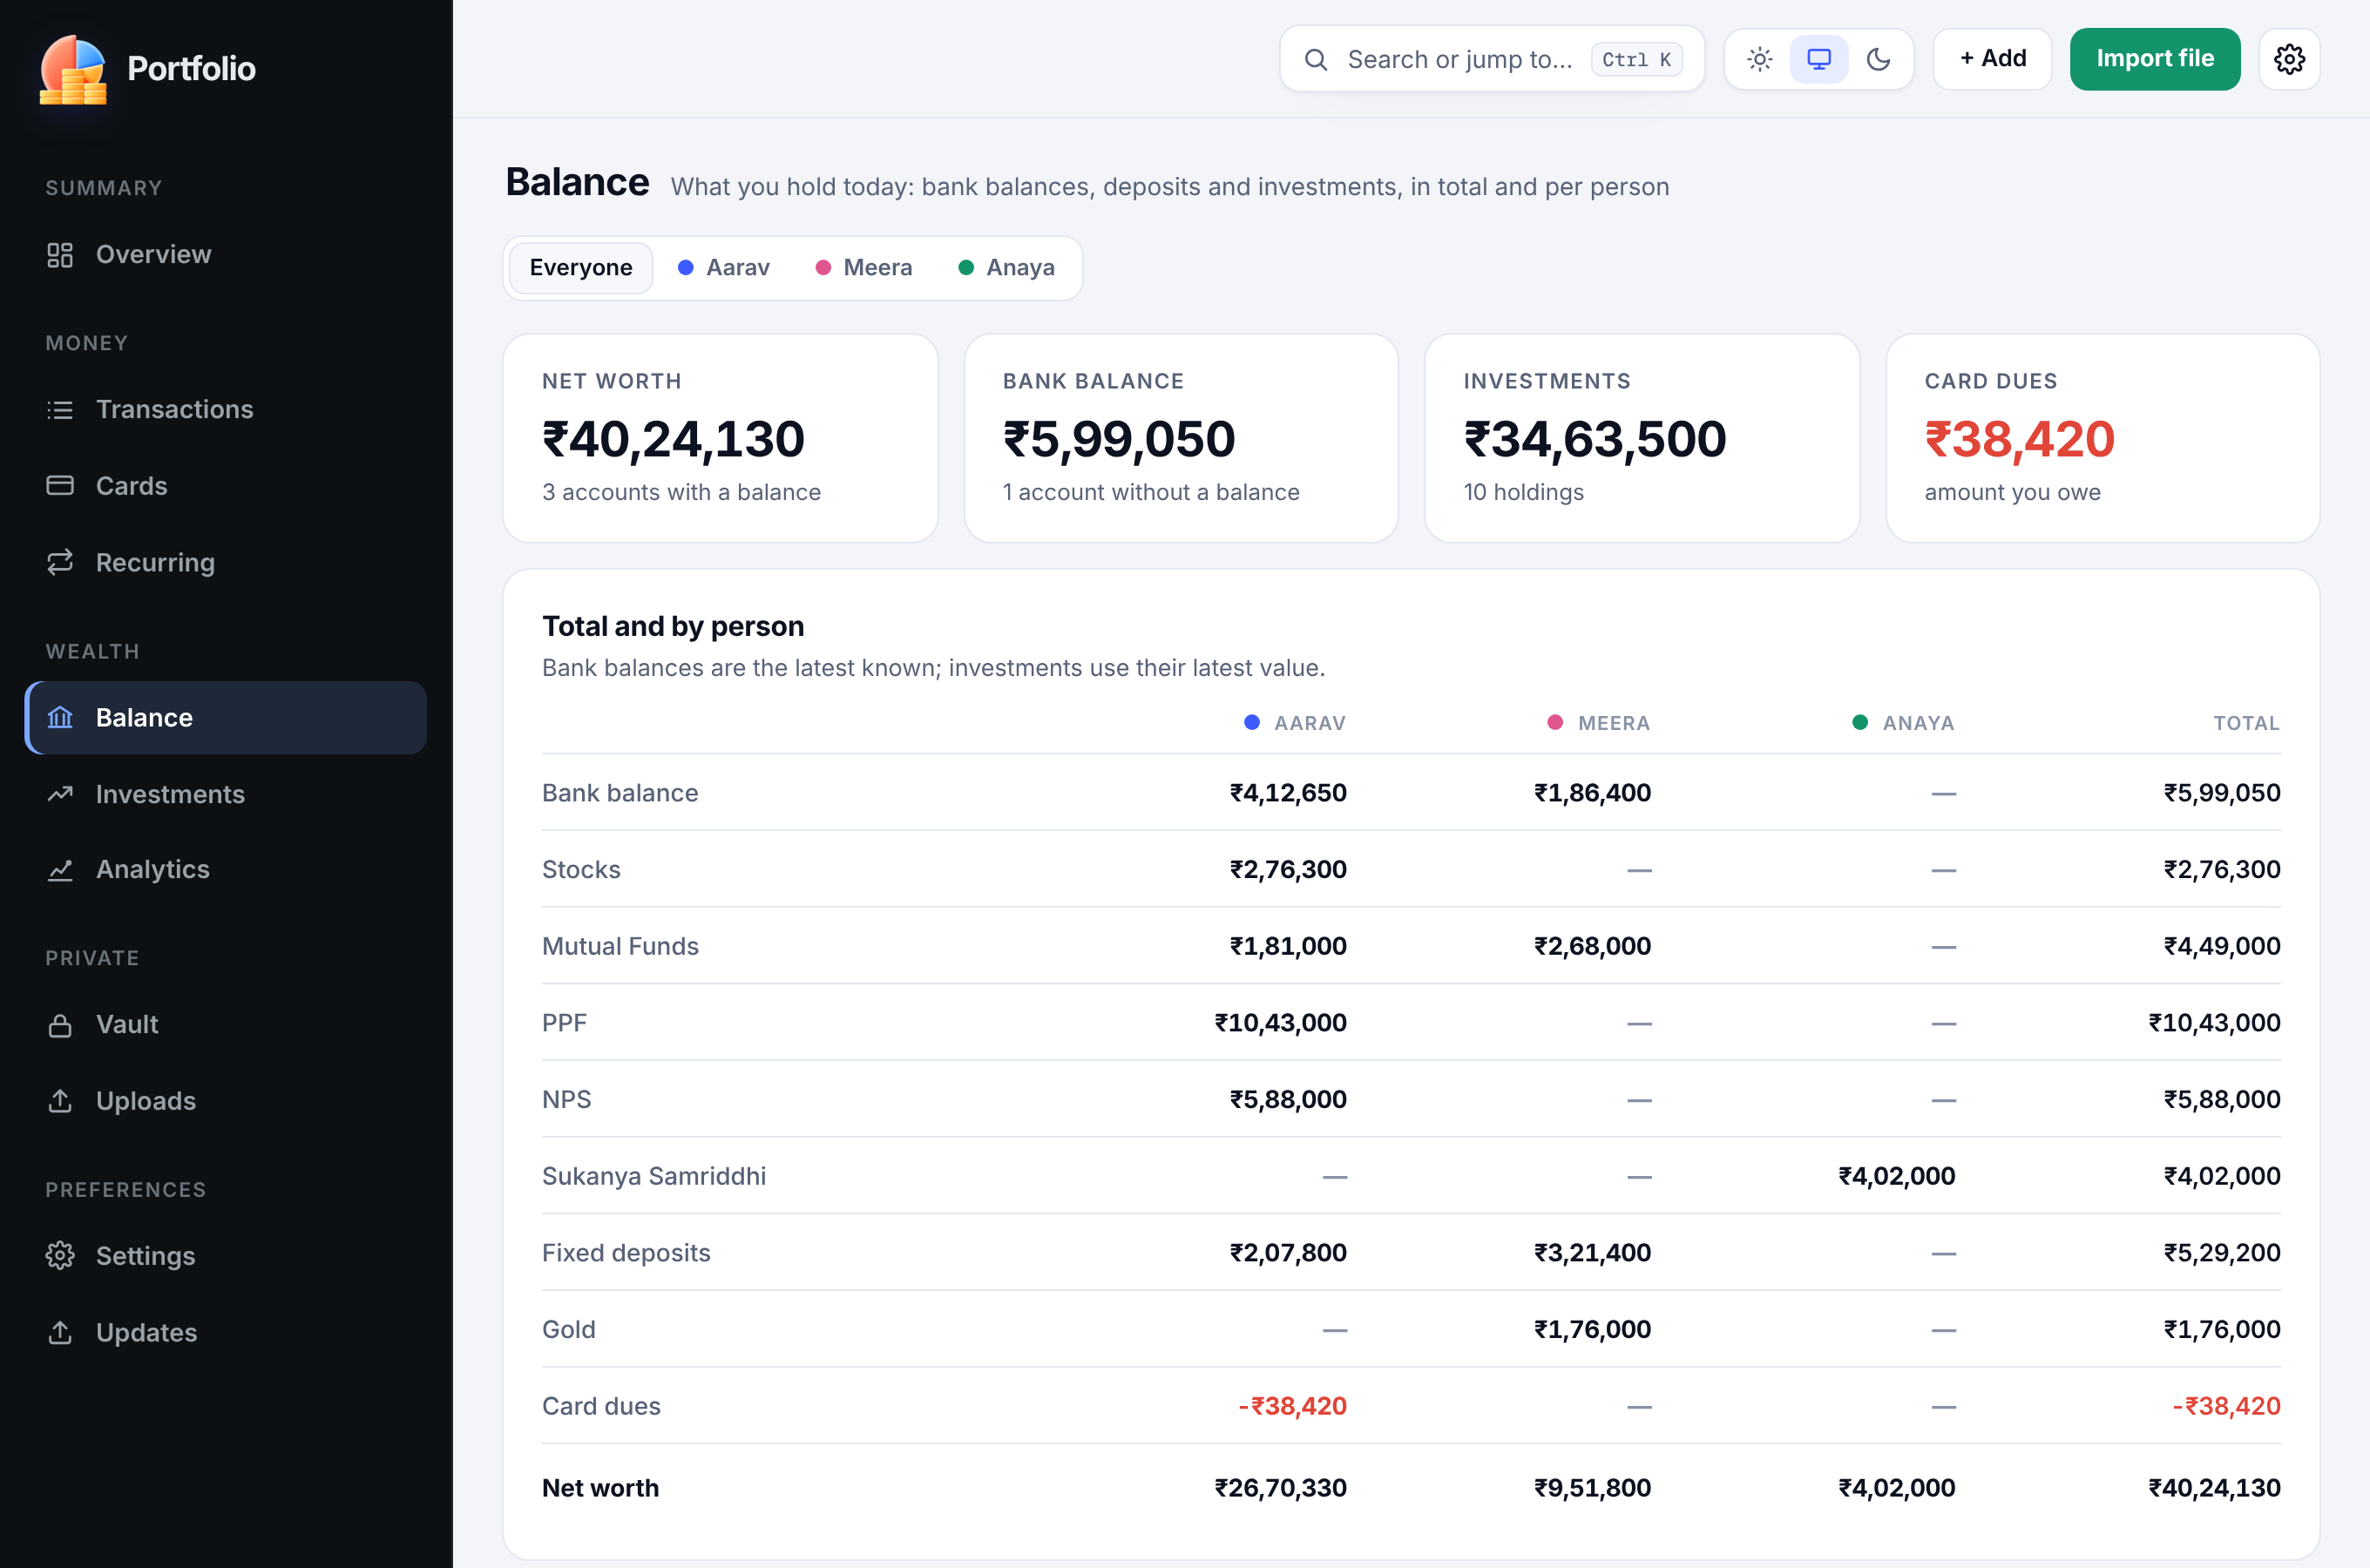 Portfolio
SUMMARY
Overview
MONEY
Transactions
Cards
Recurring
WEALTH
Balance
Investments
Analytics
PRIVATE
Vault
Uploads
PREFERENCES
Settings
Updates
Search or jump to... Ctrl K + Add Import file
Balance What you hold today: bank balances, deposits and investments, in total and per person
Everyone Aarav Meera Anaya
NET WORTH
₹40,24,130
3 accounts with a balance
BANK BALANCE
₹5,99,050
1 account without a balance
INVESTMENTS
₹34,63,500
10 holdings
CARD DUES
₹38,420
amount you owe
Total and by person
Bank balances are the latest known; investments use their latest value.
AARAV MEERA ANAYA TOTAL
Bank balance ₹4,12,650 ₹1,86,400 — ₹5,99,050
Stocks ₹2,76,300 — — ₹2,76,300
Mutual Funds ₹1,81,000 ₹2,68,000 — ₹4,49,000
PPF ₹10,43,000 — — ₹10,43,000
NPS ₹5,88,000 — — ₹5,88,000
Sukanya Samriddhi — — ₹4,02,000 ₹4,02,000
Fixed deposits ₹2,07,800 ₹3,21,400 — ₹5,29,200
Gold — ₹1,76,000 — ₹1,76,000
Card dues -₹38,420 — — -₹38,420
Net worth ₹26,70,330 ₹9,51,800 ₹4,02,000 ₹40,24,130